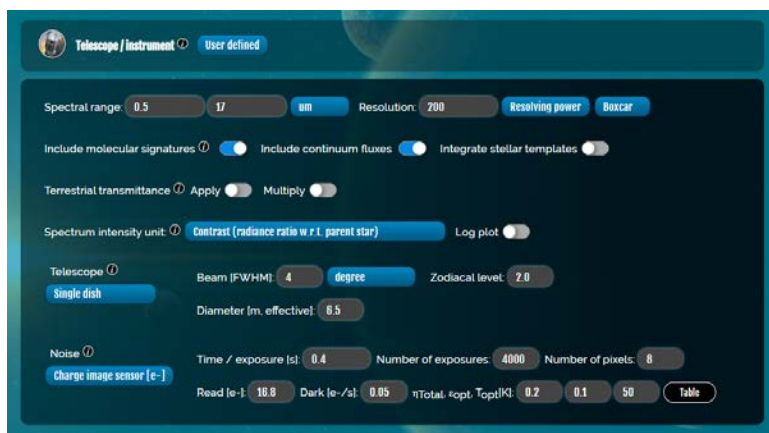 Telescope / instrument i User defined
Spectral range: 0.5 17 um Resolution: 200 Resolving power Boxcar
Include molecular signatures i Include continuum fluxes Integrate stellar templates
Terrestrial transmittance i Apply Multiply
Spectrum intensity unit: i Contrast (radiance ratio w.r.t. parent star) Log plot
Telescope i Beam [FWHM]: 4 degree Zodiacal level: 2.0
Single dish
Diameter [m, effective]: 6.5
Noise i Time / exposure [s]: 0.4 Number of exposures: 4000 Number of pixels: 8
Charge image sensor [e-]
Read [e-]: 16.8 Dark [e-/s]: 0.05 ηTotal, εopt, Topt[K]: 0.2 0.1 50 Table